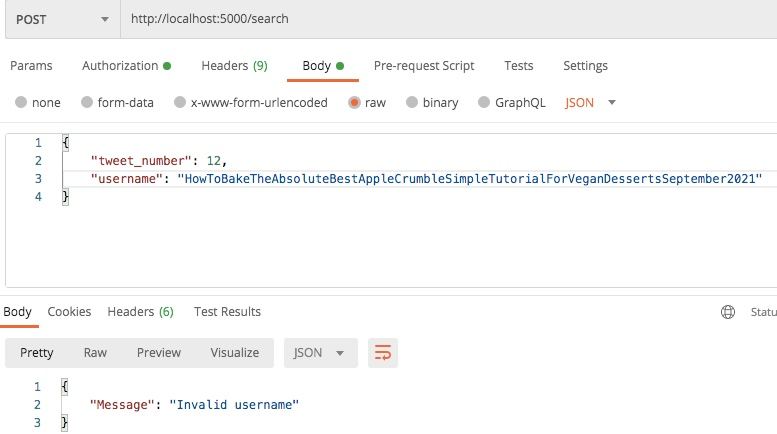 POST http://localhost:5000/search
Params Authorization Headers (9) Body Pre-request Script Tests Settings
none form-data x-www-form-urlencoded raw binary GraphQL JSON
1 {
2 "tweet_number": 12,
3 "username": "HowToBakeTheAbsoluteBestAppleCrumbleSimpleTutorialForVeganDessertsSeptember2021"
4 }
Body Cookies Headers (6) Test Results Statu
Pretty Raw Preview Visualize JSON
1 {
2 "Message": "Invalid username"
3 }